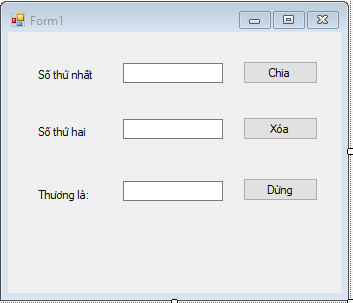 Form1
Số thứ nhất
Chia
Số thứ hai
Xóa
Thương là:
Dừng